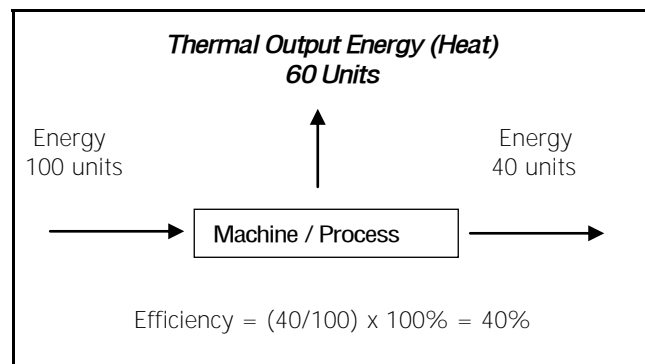 Thermal Output Energy (Heat)
60 Units
Energy
100 units
Energy
40 units
Machine / Process
Efficiency = (40/100) x 100% = 40%